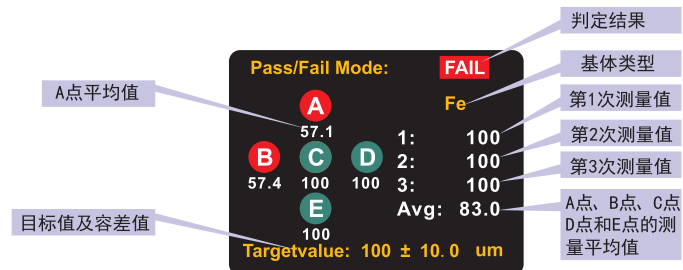 判定结果
Pass/Fail Mode: FAIL
基体类型
A点平均值
A
Fe
第1次测量值
57.1
1: 100
第2次测量值
B C D
2: 100
57.4 100 100
3: 100
第3次测量值
E
Avg: 83.0
A点、B点、C点
D点和E点的测
量平均值
目标值及容差值
100
Targetvalue: 100 ± 10.0 um